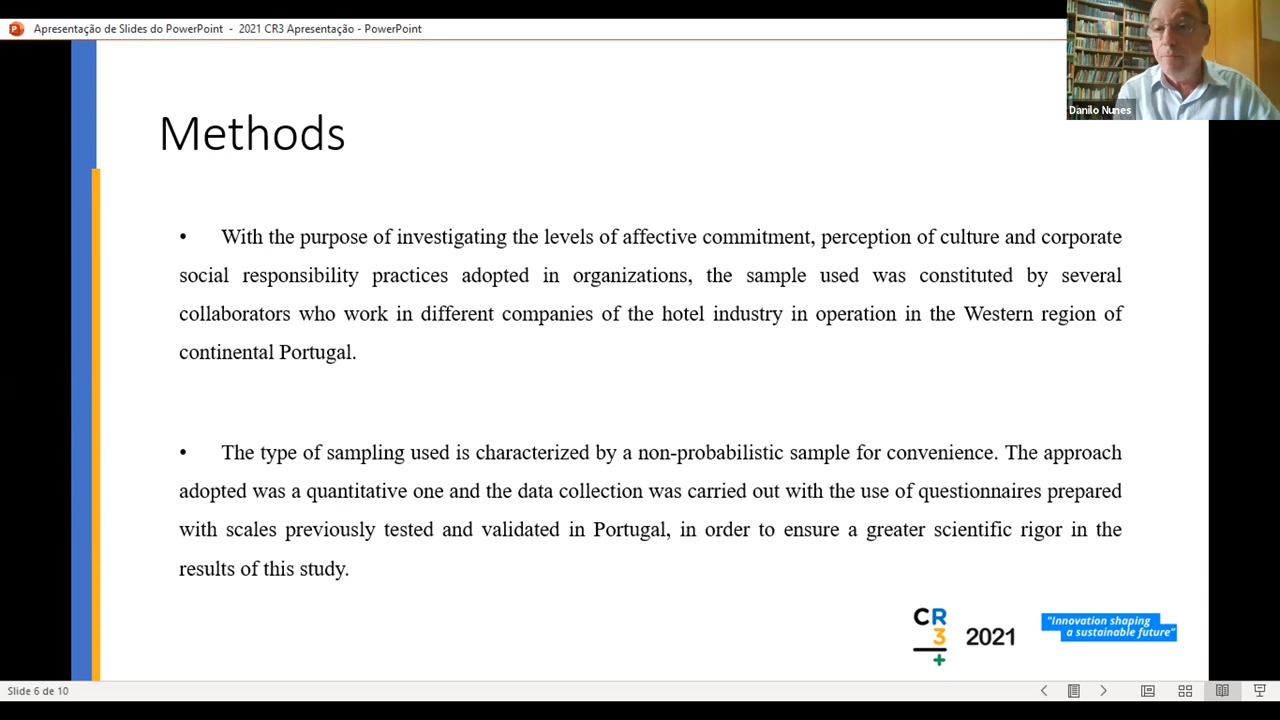 Apresentação de Slides do PowerPoint - 2021 CR3 Apresentação - PowerPoint
Danilo Nunes
Methods
• With the purpose of investigating the levels of affective commitment, perception of culture and corporate
social responsibility practices adopted in organizations, the sample used was constituted by several
collaborators who work in different companies of the hotel industry in operation in the Western region of
continental Portugal.
• The type of sampling used is characterized by a non-probabilistic sample for convenience. The approach
adopted was a quantitative one and the data collection was carried out with the use of questionnaires prepared
with scales previously tested and validated in Portugal, in order to ensure a greater scientific rigor in the
results of this study.
CR
3
+
2021
"Innovation shaping
a sustainable future"
Slide 6 de 10